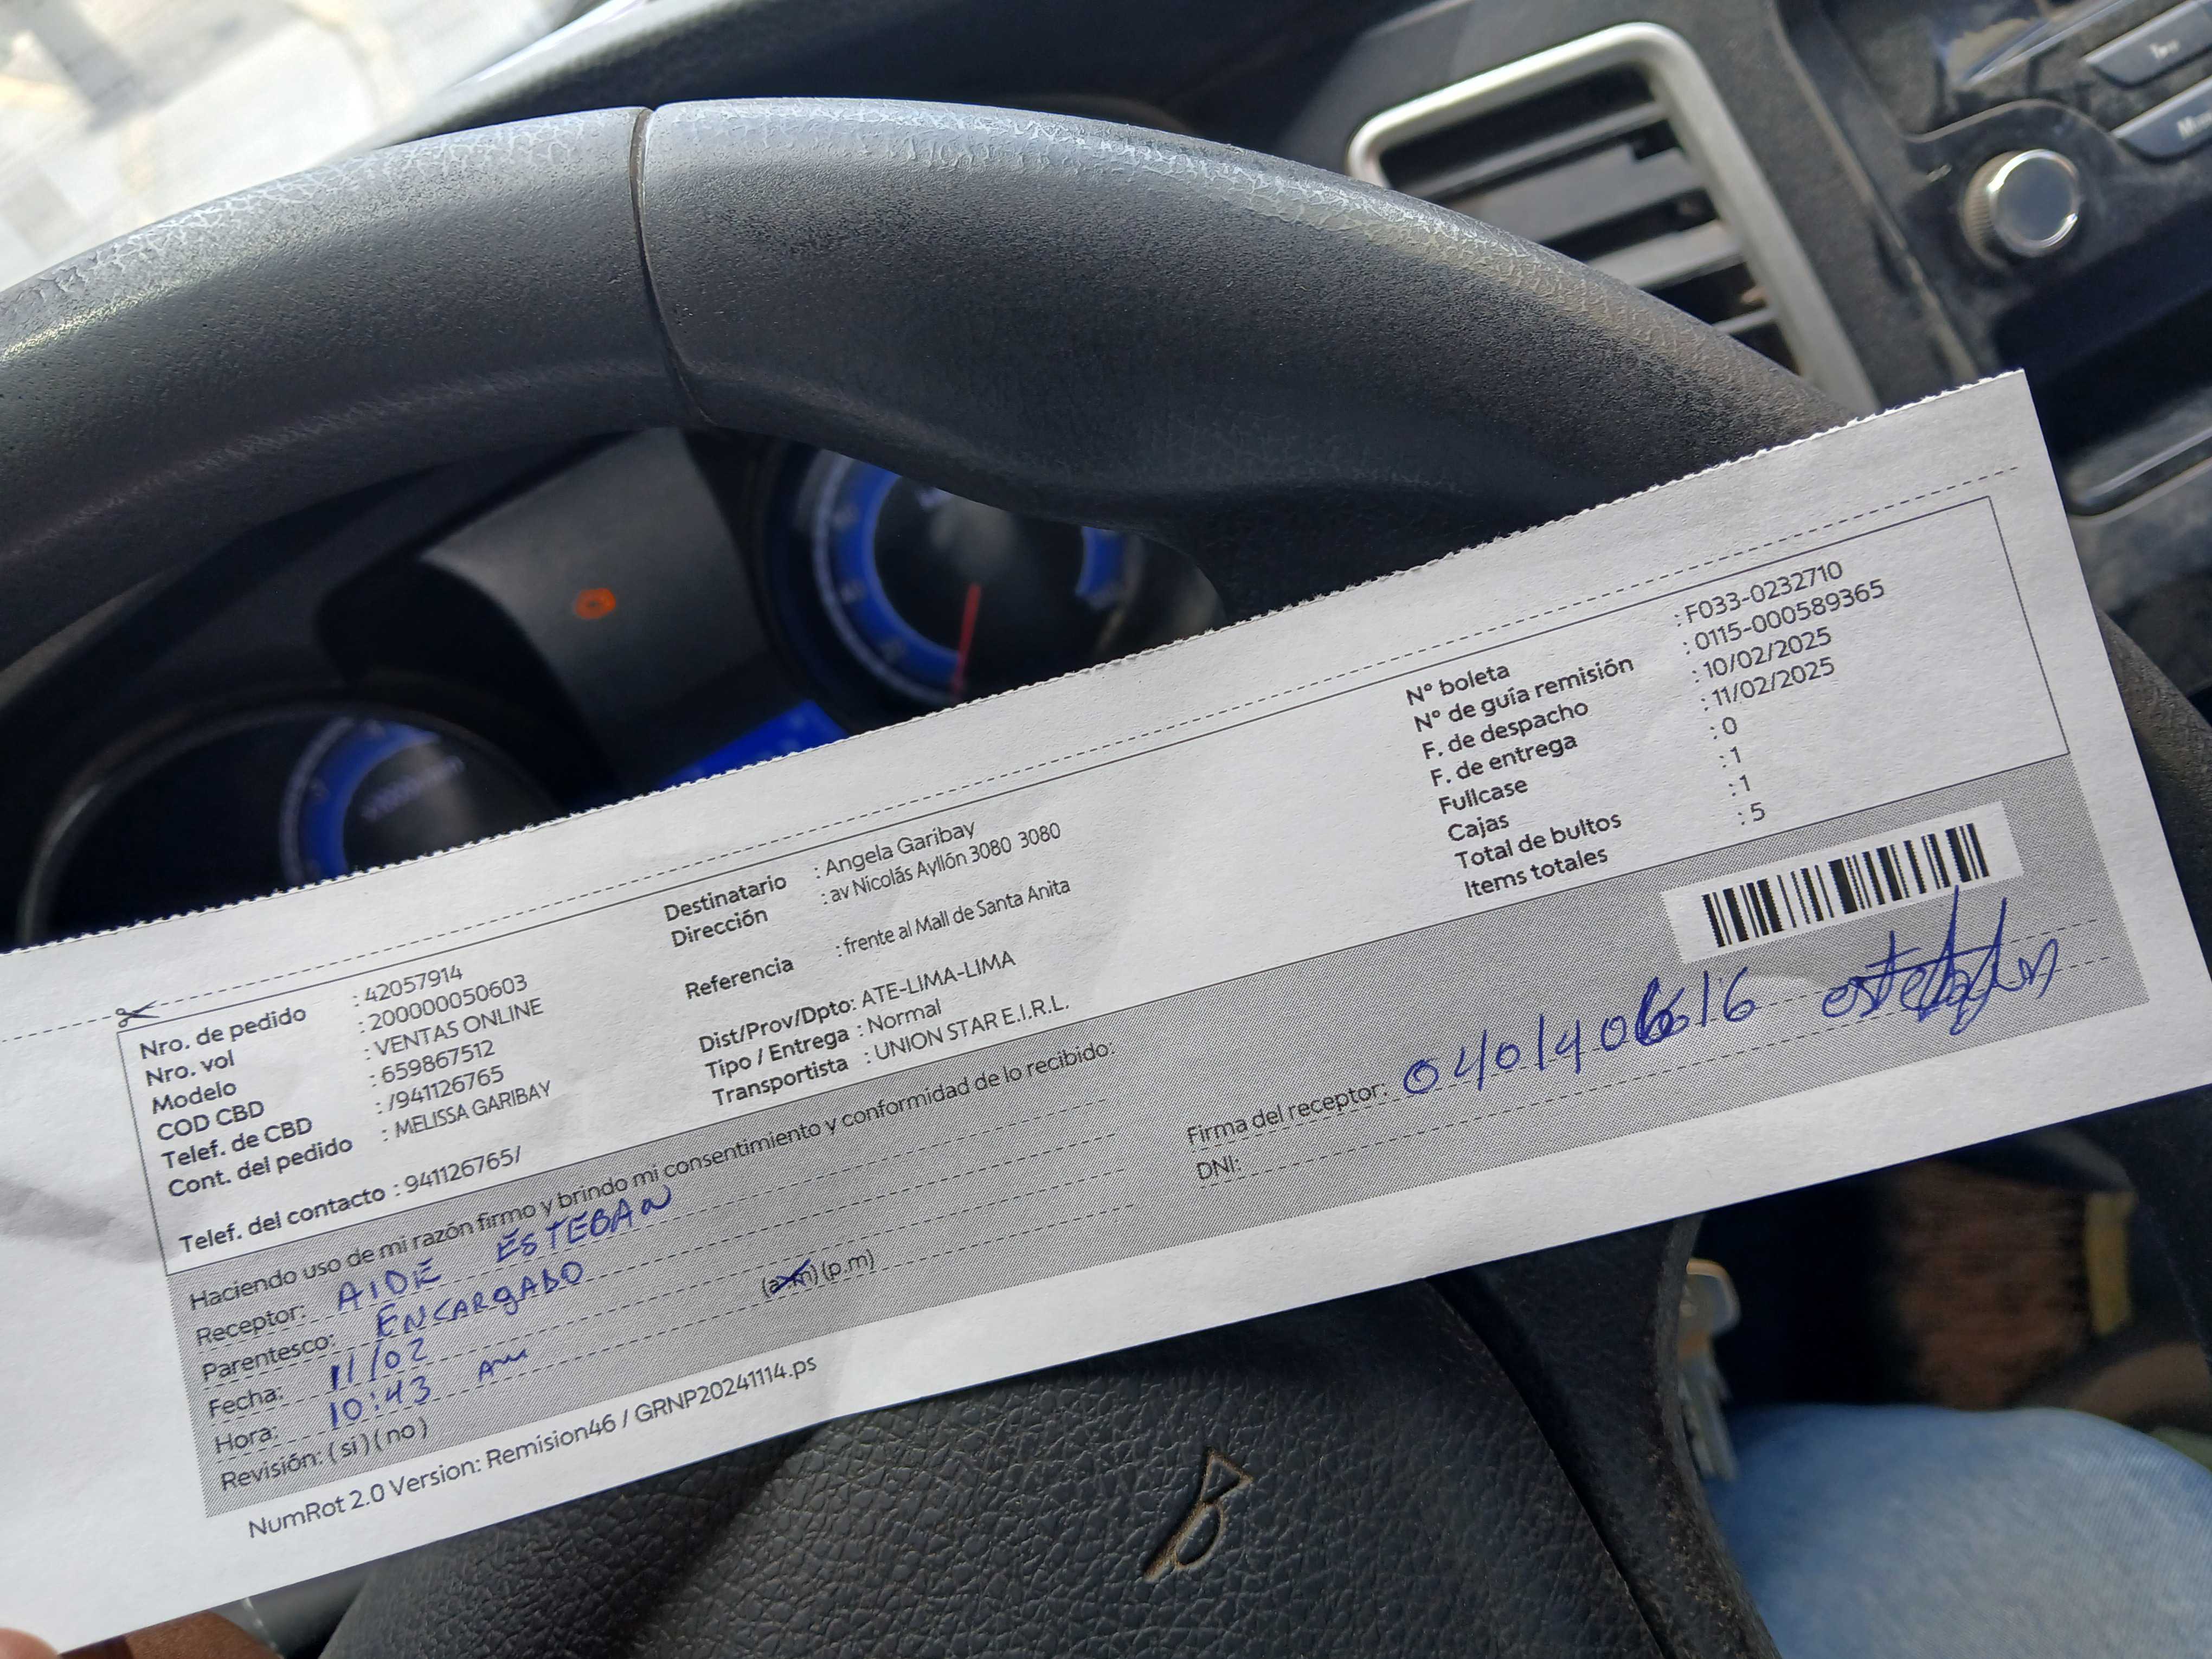 Nro. de pedido : 42057914
Nro. vol : 20000050603
Modelo : VENTAS ONLINE
COD CBD : 659867512
Telef. de CBD : /941126765
Cont. del pedido : MELISSA GARIBAY
Telef. del contacto : 941126765/
Destinatario : Angela Garibay
Dirección : av Nicolás Ayllón 3080 3080
Referencia : frente al Mall de Santa Anita
Dist/Prov/Dpto: ATE-LIMA-LIMA
Tipo / Entrega : Normal
Transportista : UNION STAR E.I.R.L.
N° boleta : F033-0232710
N° de guía remisión : 0115-000589365
F. de despacho : 10/02/2025
F. de entrega : 11/02/2025
Fullcase : 0
Cajas : 1
Total de bultos : 1
Items totales : 5
Haciendo uso de mi razón firmo y brindo mi consentimiento y conformidad de lo recibido:
Receptor: AIDE ESTEBAN
Parentesco: ENCARGADO
Fecha: 11/02
Hora: 10:43 Am (a.m) (p.m)
Revisión: ( si ) ( no )
Firma del receptor:
DNI:
NumRot 2.0 Version: Remision46 / GRNP20241114.ps